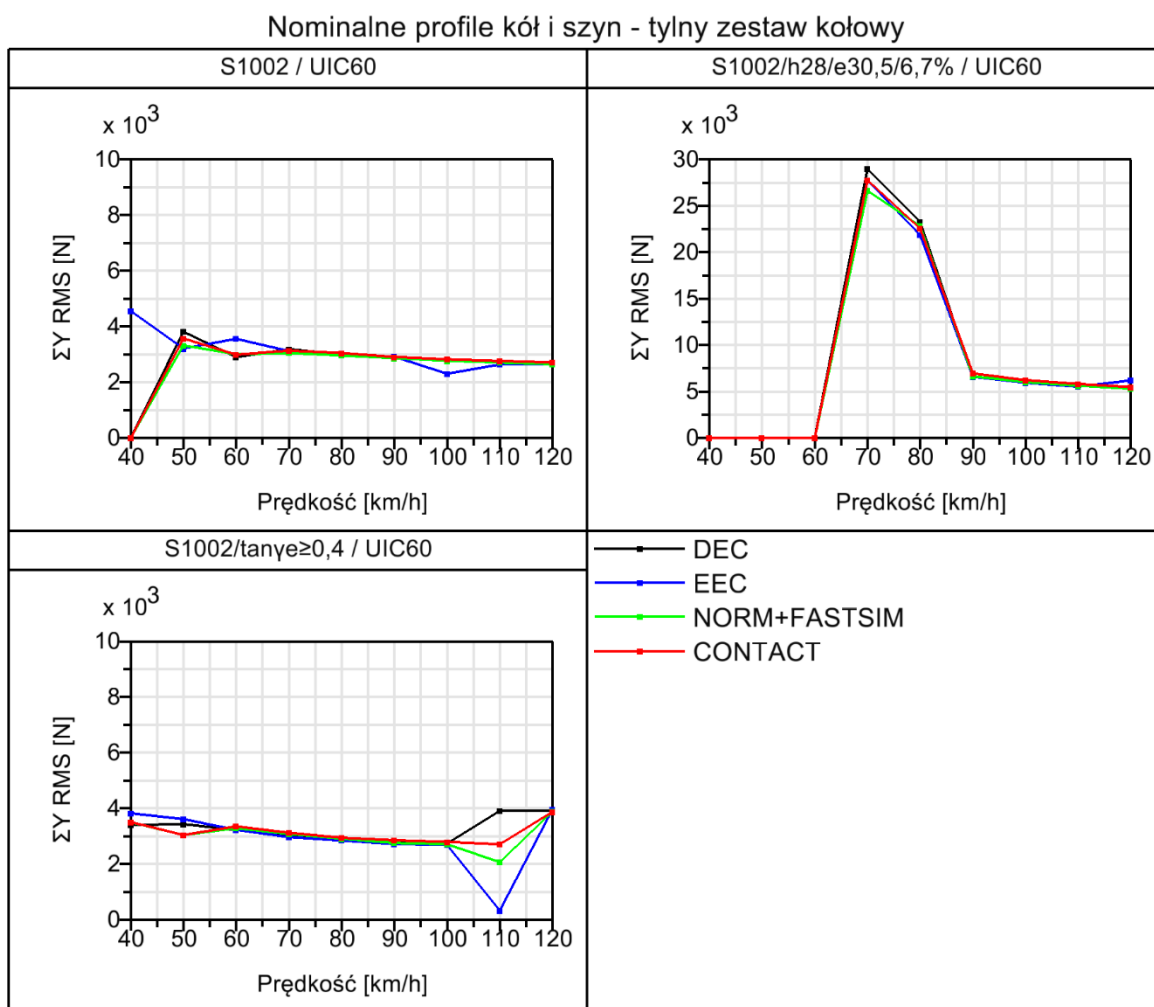 Nominalne profile kół i szyn - tylny zestaw kołowy
S1002 / UIC60
x 10³
10
8
6
4
2
0
ΣY RMS [N]
40 50 60 70 80 90 100 110 120
Prędkość [km/h]
S1002/h28/e30,5/6,7% / UIC60
x 10³
30
25
20
15
10
5
0
ΣY RMS [N]
40 50 60 70 80 90 100 110 120
Prędkość [km/h]
S1002/tanγe≥0,4 / UIC60
x 10³
10
8
6
4
2
0
ΣY RMS [N]
40 50 60 70 80 90 100 110 120
Prędkość [km/h]
DEC
EEC
NORM+FASTSIM
CONTACT